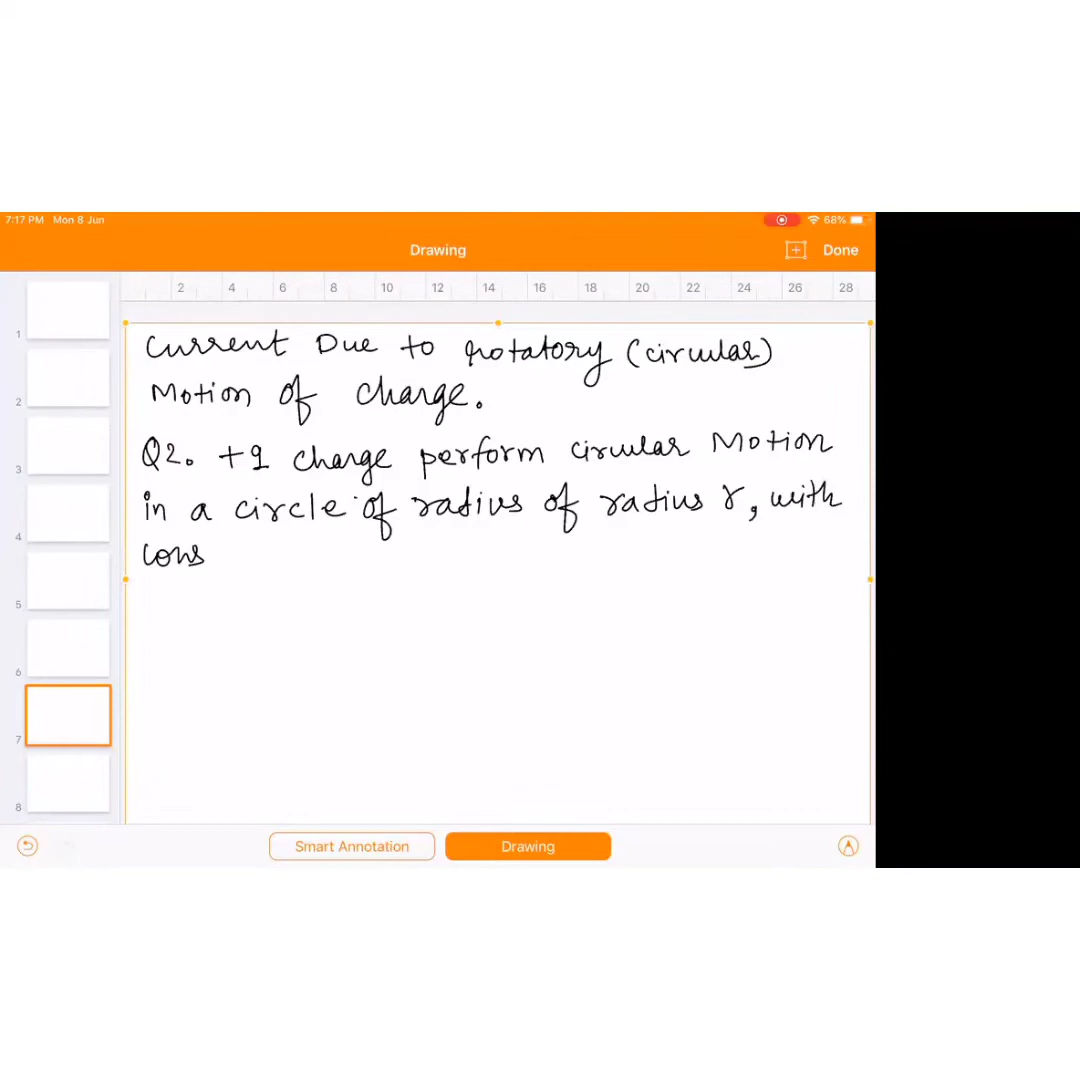 7:17 PM Mon 8 Jun
68%
Drawing
Done
2 4 6 8 10 12 14 16 18 20 22 24 26 28
Current Due to rotatory (circular)
Motion of charge.
Q2. +q charge perform circular Motion
in a circle of radius of radius r, with
cons
1
2
3
4
5
6
7
8
Smart Annotation
Drawing